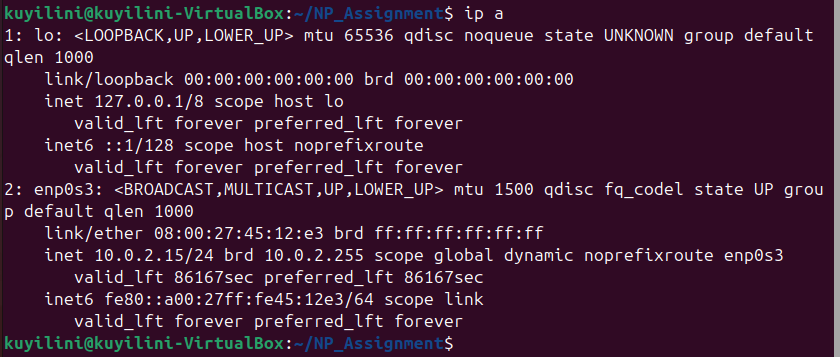 kuyilini@kuyilini-VirtualBox:~/NP_Assignment$ ip a
1: lo: <LOOPBACK,UP,LOWER_UP> mtu 65536 qdisc noqueue state UNKNOWN group default
qlen 1000
    link/loopback 00:00:00:00:00:00 brd 00:00:00:00:00:00
    inet 127.0.0.1/8 scope host lo
       valid_lft forever preferred_lft forever
    inet6 ::1/128 scope host noprefixroute
       valid_lft forever preferred_lft forever
2: enp0s3: <BROADCAST,MULTICAST,UP,LOWER_UP> mtu 1500 qdisc fq_codel state UP grou
p default qlen 1000
    link/ether 08:00:27:45:12:e3 brd ff:ff:ff:ff:ff:ff
    inet 10.0.2.15/24 brd 10.0.2.255 scope global dynamic noprefixroute enp0s3
       valid_lft 86167sec preferred_lft 86167sec
    inet6 fe80::a00:27ff:fe45:12e3/64 scope link
       valid_lft forever preferred_lft forever
kuyilini@kuyilini-VirtualBox:~/NP_Assignment$